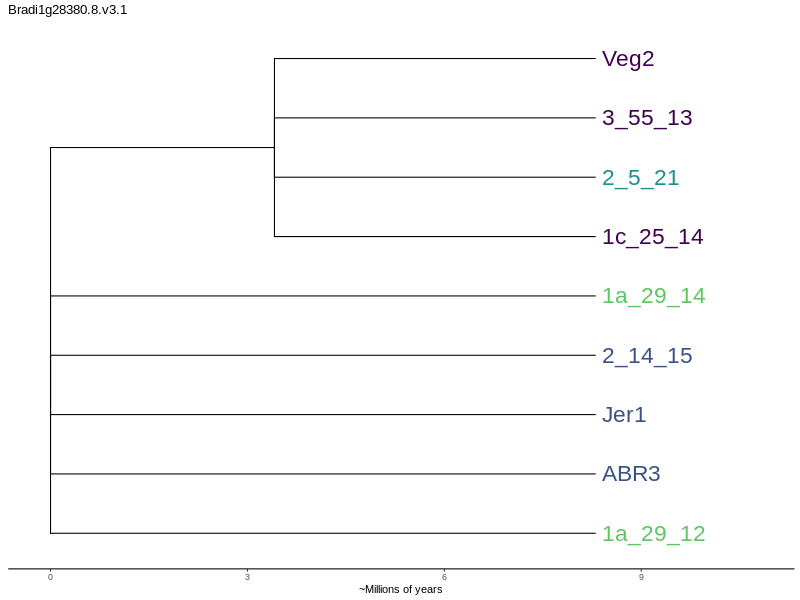 Bradi1g28380.8.v3.1
Veg2
3_55_13
2_5_21
1c_25_14
1a_29_14
2_14_15
Jer1
ABR3
1a_29_12
0 3 6 9
~Millions of years